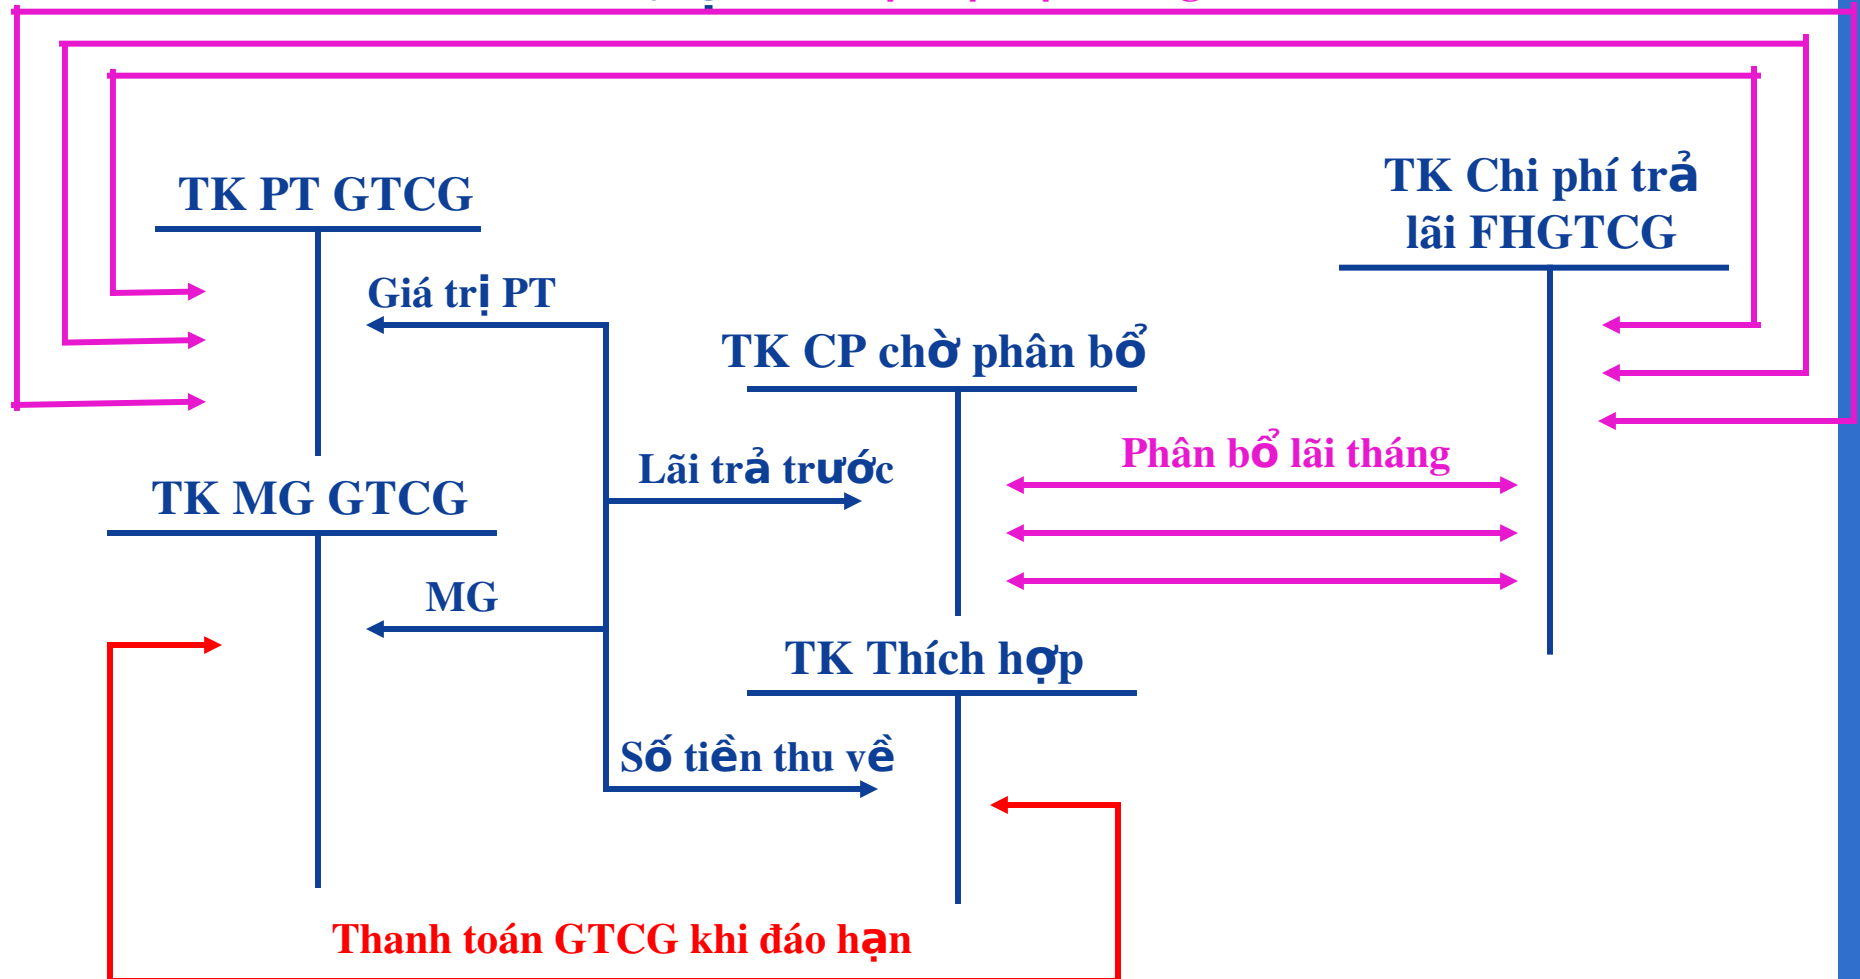 TK PT GTCG
TK Chi phí trả
lãi FHGTCG
Giá trị PT
TK CP chờ phân bổ
Phân bổ lãi tháng
Lãi trả trước
TK MG GTCG
MG
TK Thích hợp
Số tiền thu về
Thanh toán GTCG khi đáo hạn